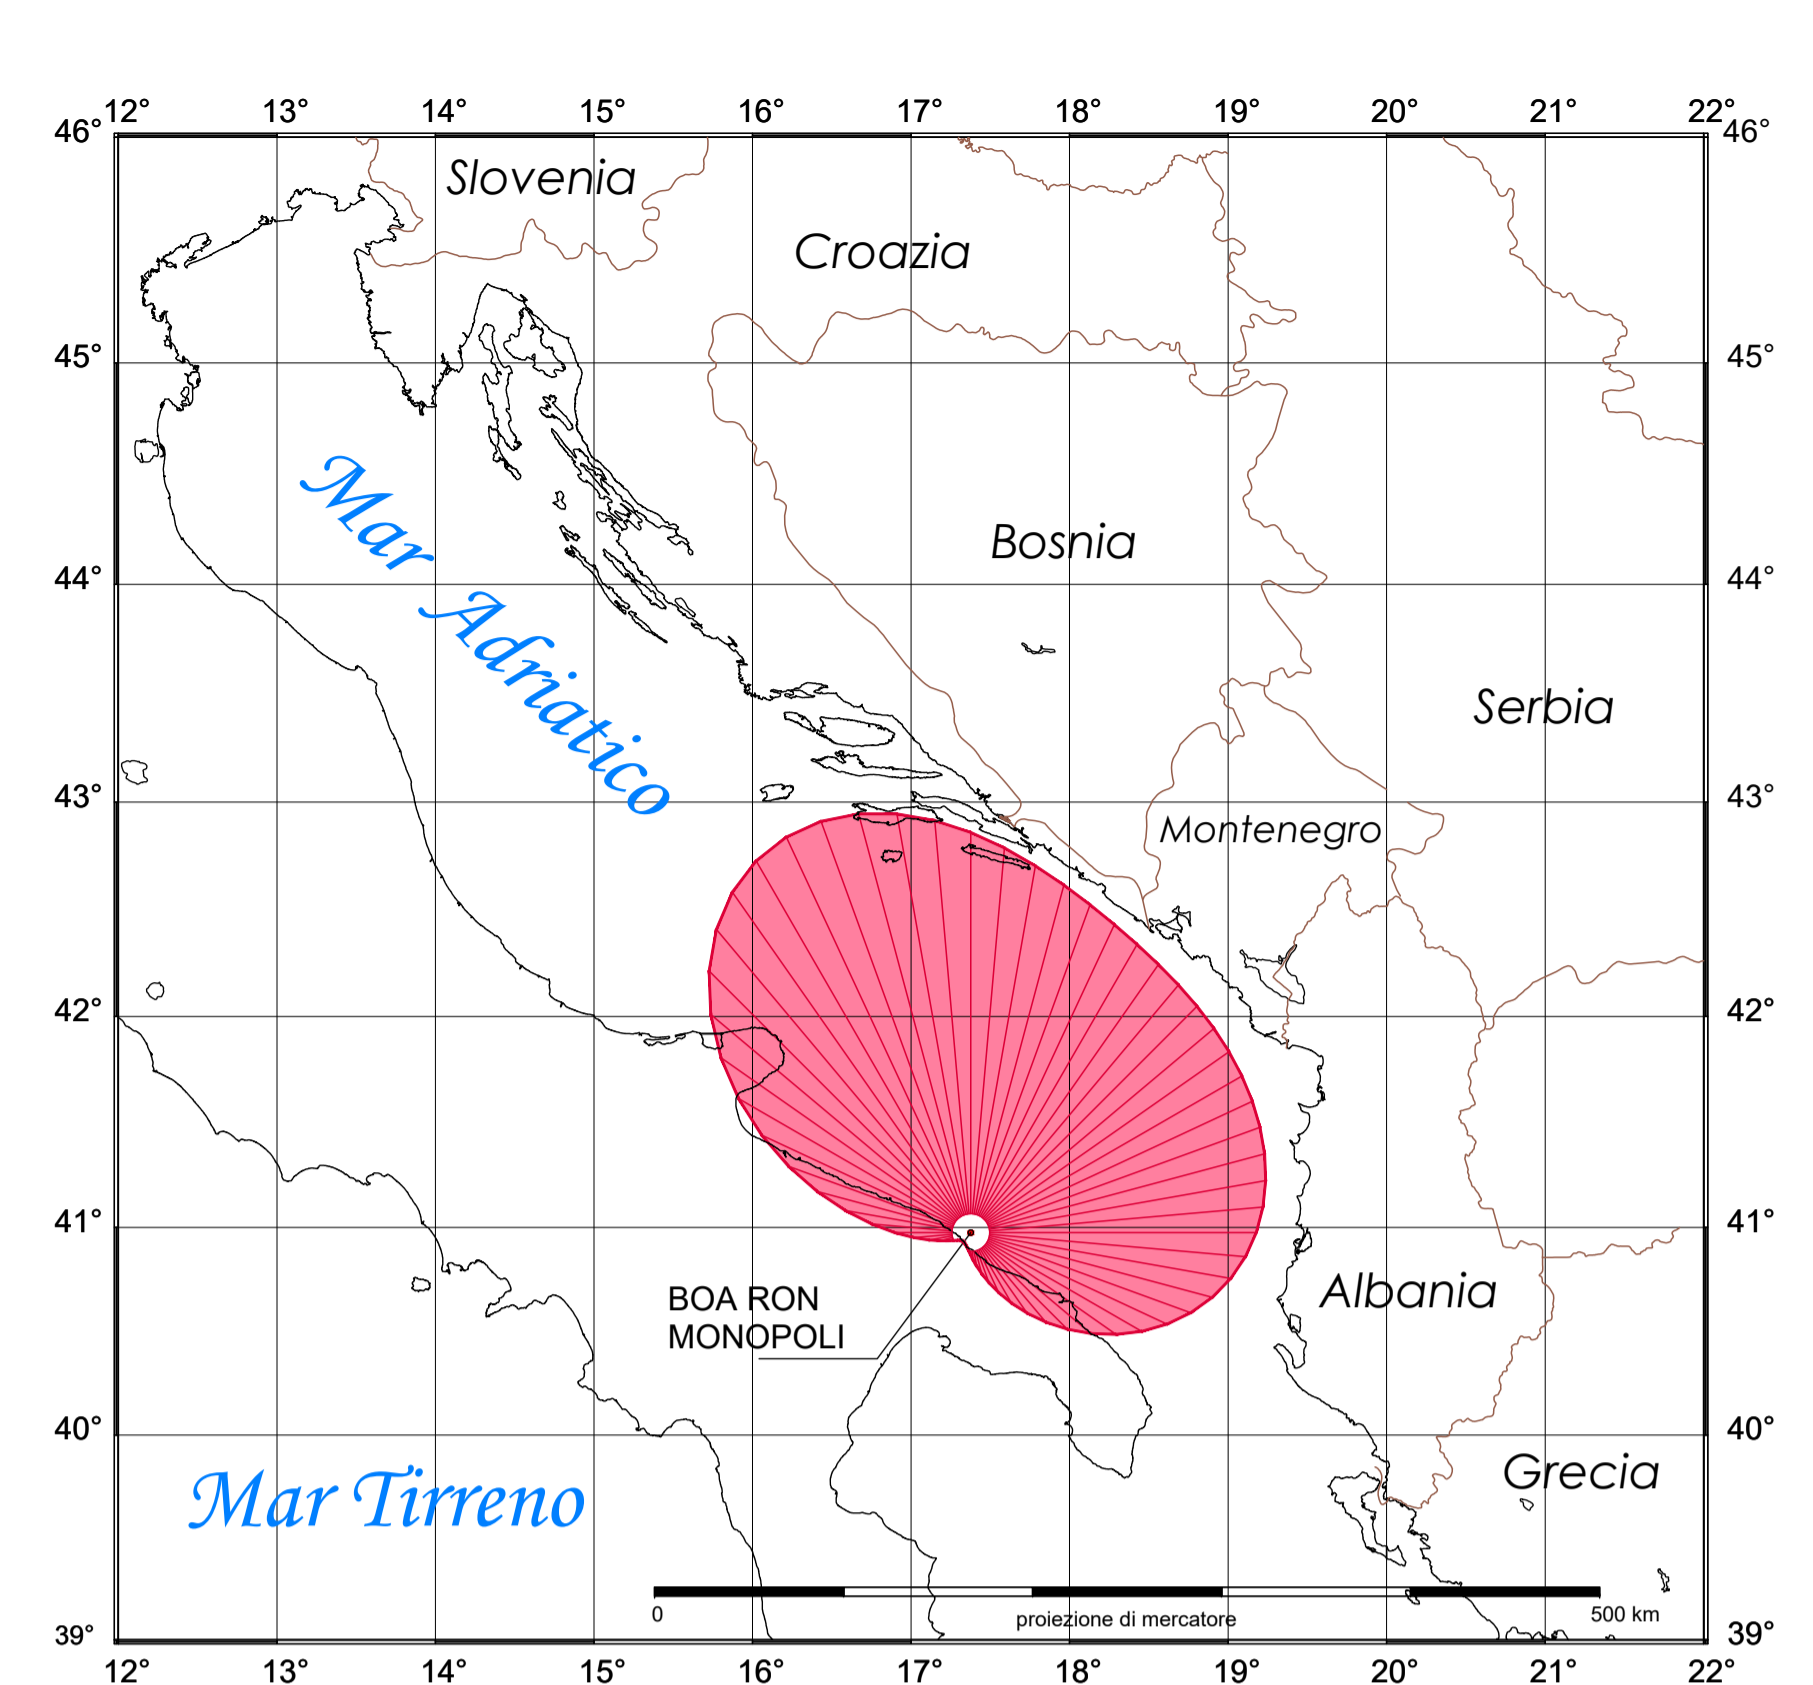 12° 13° 14° 15° 16° 17° 18° 19° 20° 21° 22°
46° 46°
Slovenia
Croazia
45° 45°
Mar Adriatico
Bosnia
44° 44°
Serbia
43° 43°
Montenegro
42° 42°
41° 41°
BOA RON
MONOPOLI
Albania
40° 40°
Grecia
Mar Tirreno
0 proiezione di mercatore 500 km
39° 39°
12° 13° 14° 15° 16° 17° 18° 19° 20° 21° 22°